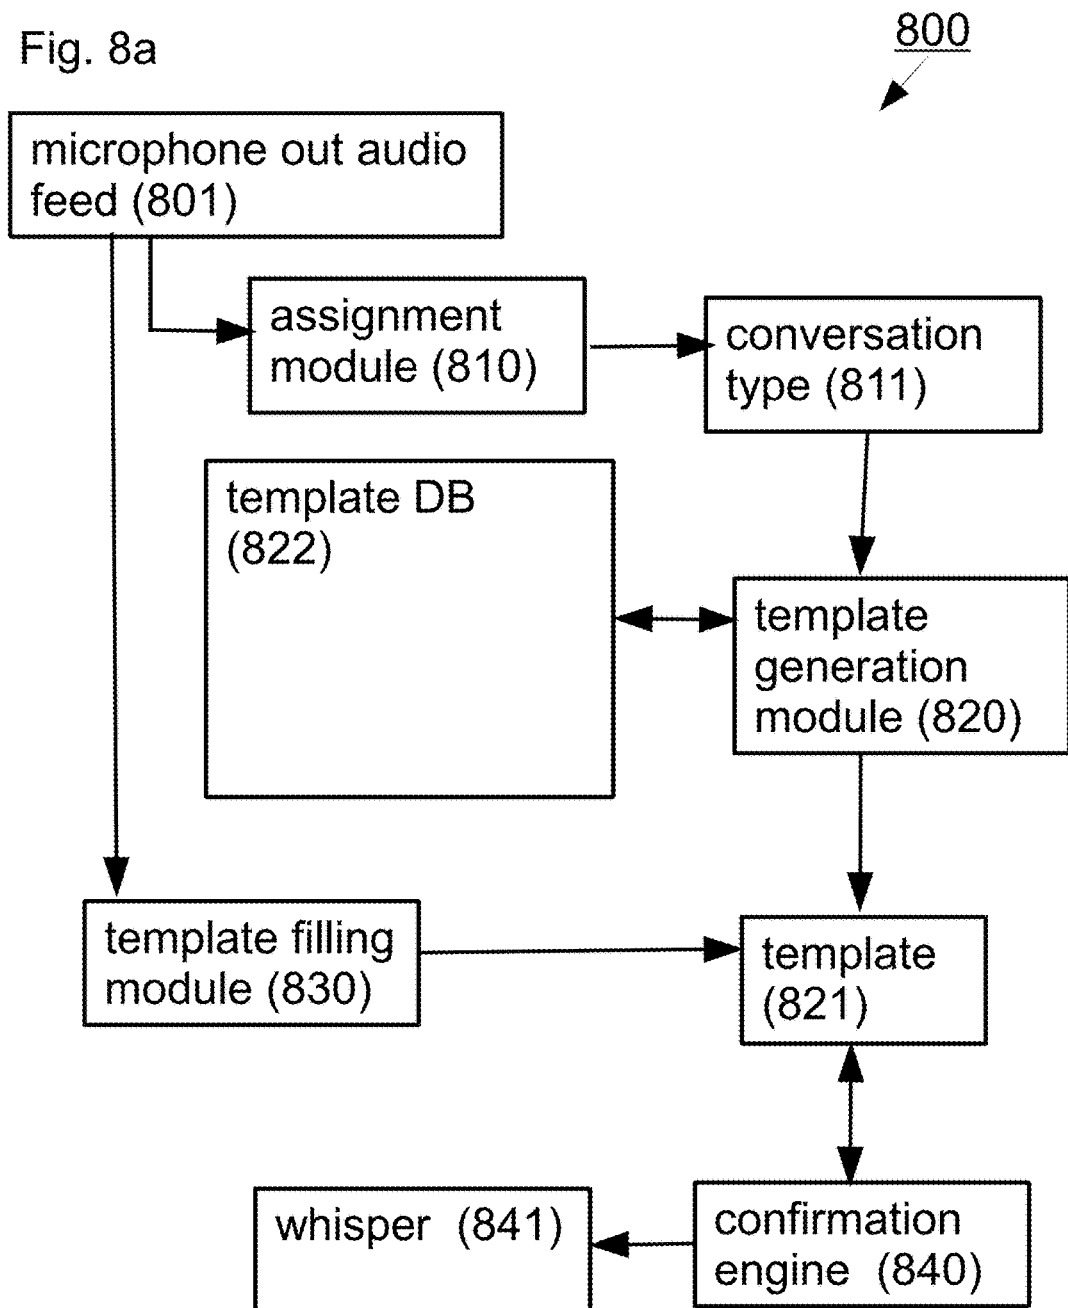 Fig. 8a
800
microphone out audio
feed (801)
assignment
module (810)
conversation
type (811)
template DB
(822)
template
generation
module (820)
template filling
module (830)
template
(821)
whisper (841)
confirmation
engine (840)